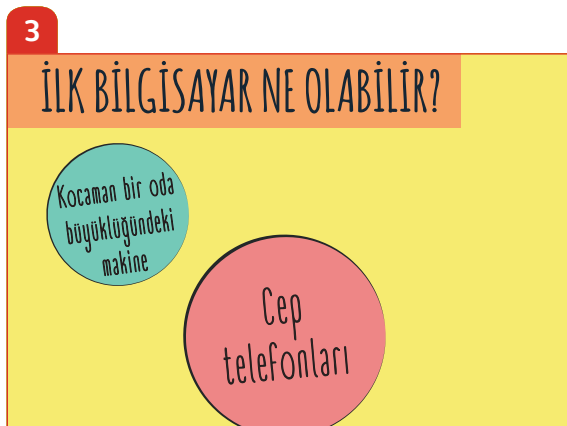 3
İLK BİLGİSAYAR NE OLABİLİR?
Kocaman bir oda
büyüklüğündeki
makine
Cep
telefonları